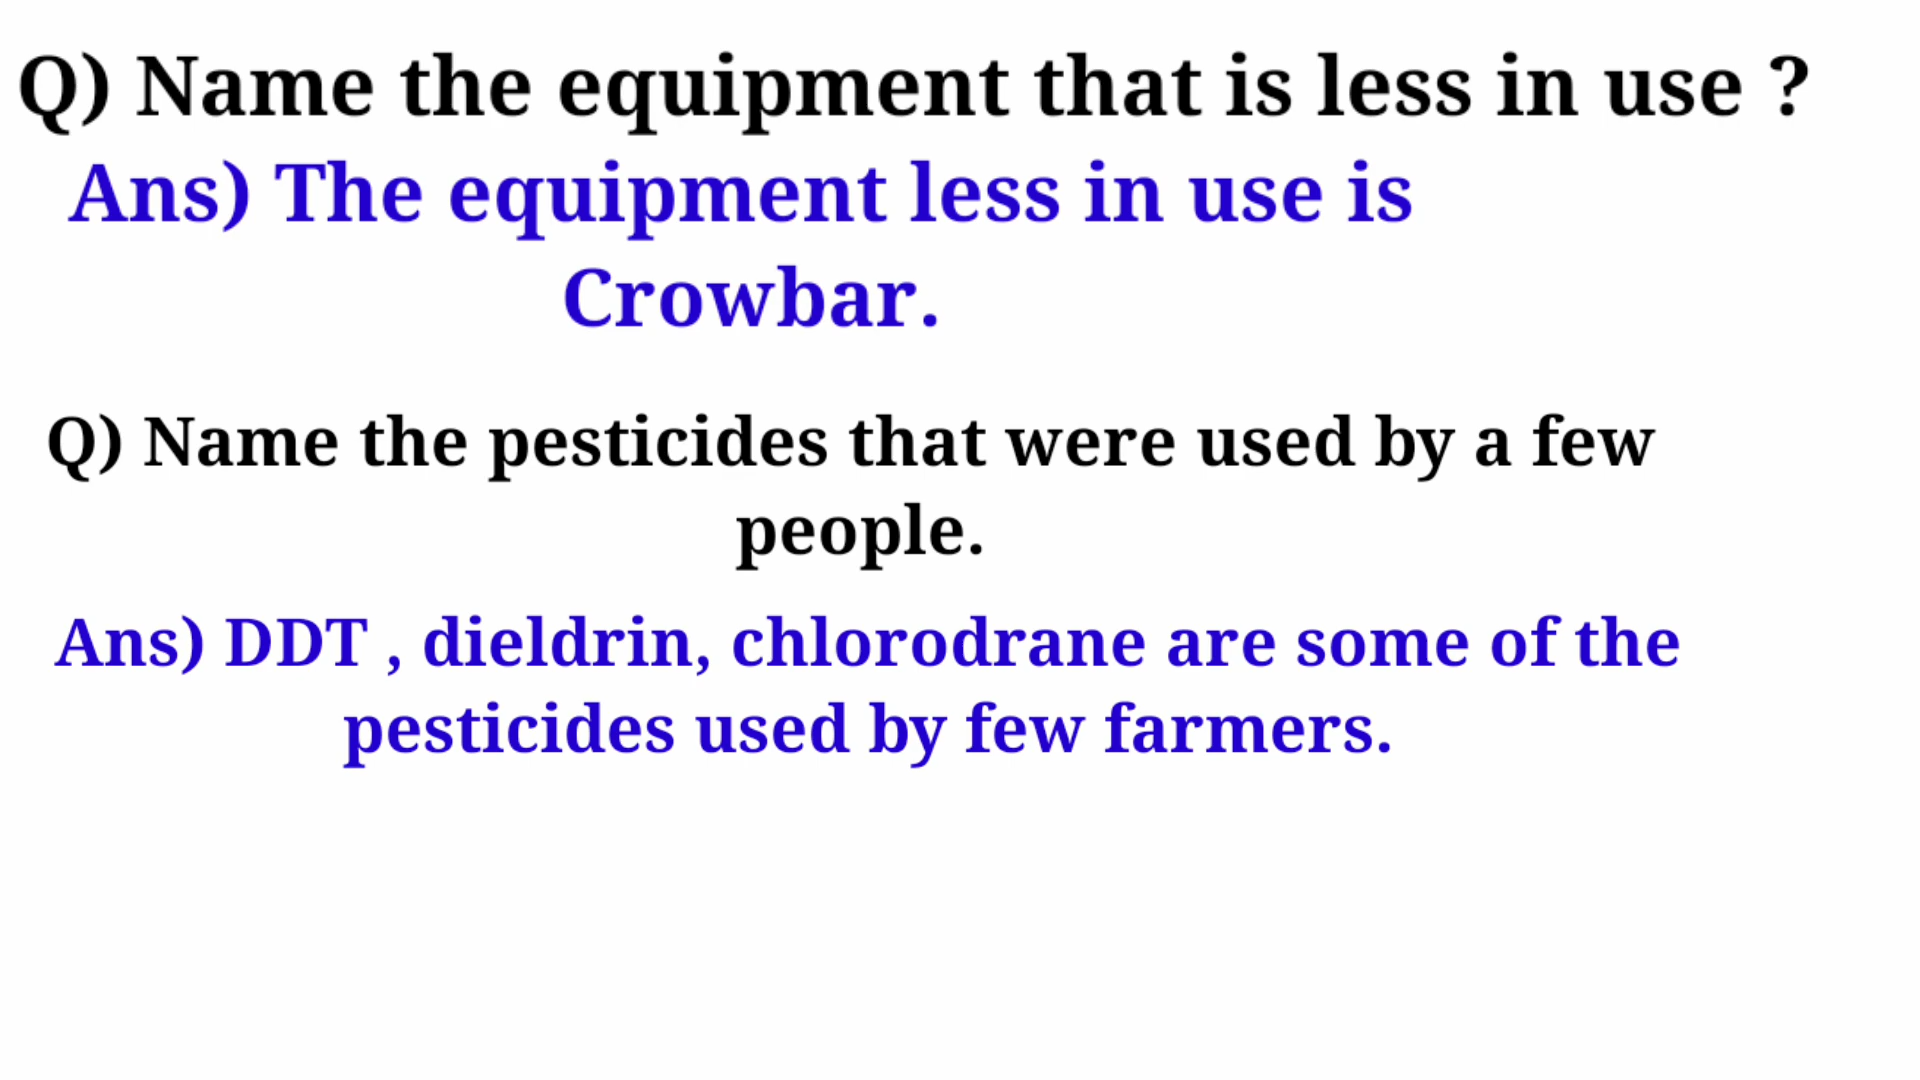 Q) Name the equipment that is less in use ?
Ans) The equipment less in use is
Crowbar.
Q) Name the pesticides that were used by a few
people.
Ans) DDT , dieldrin, chlorodrane are some of the
pesticides used by few farmers.